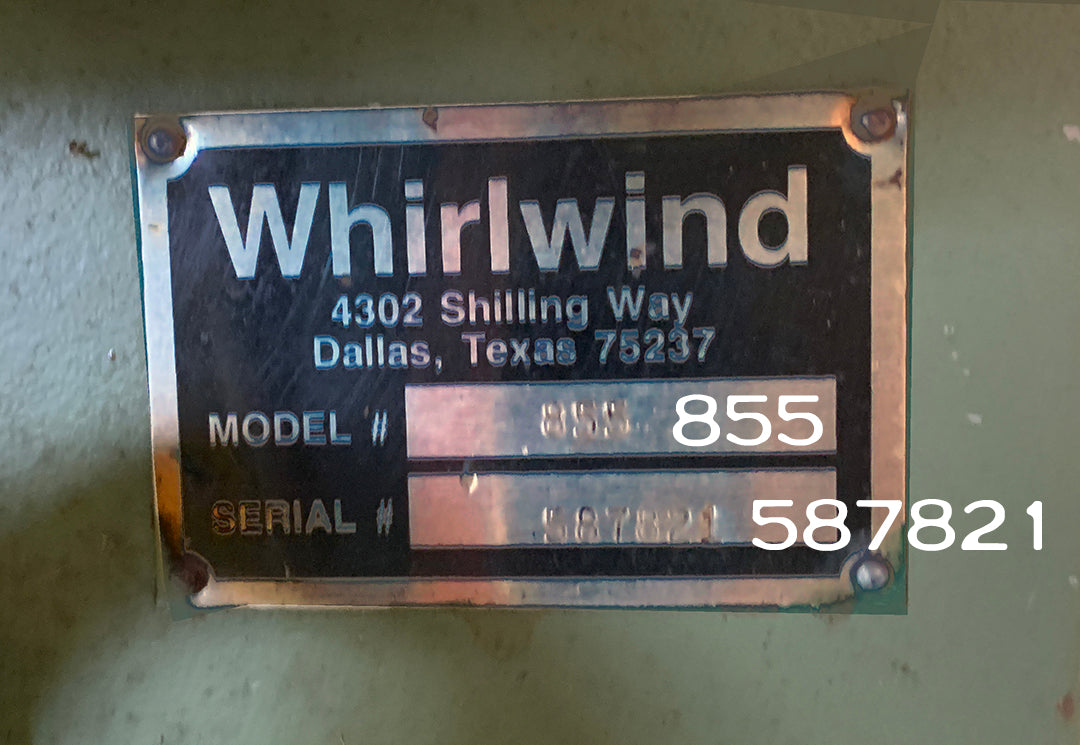 Whirlwind
4302 Shilling Way
Dallas, Texas 75237
MODEL # 855 855
SERIAL # 587821 587821